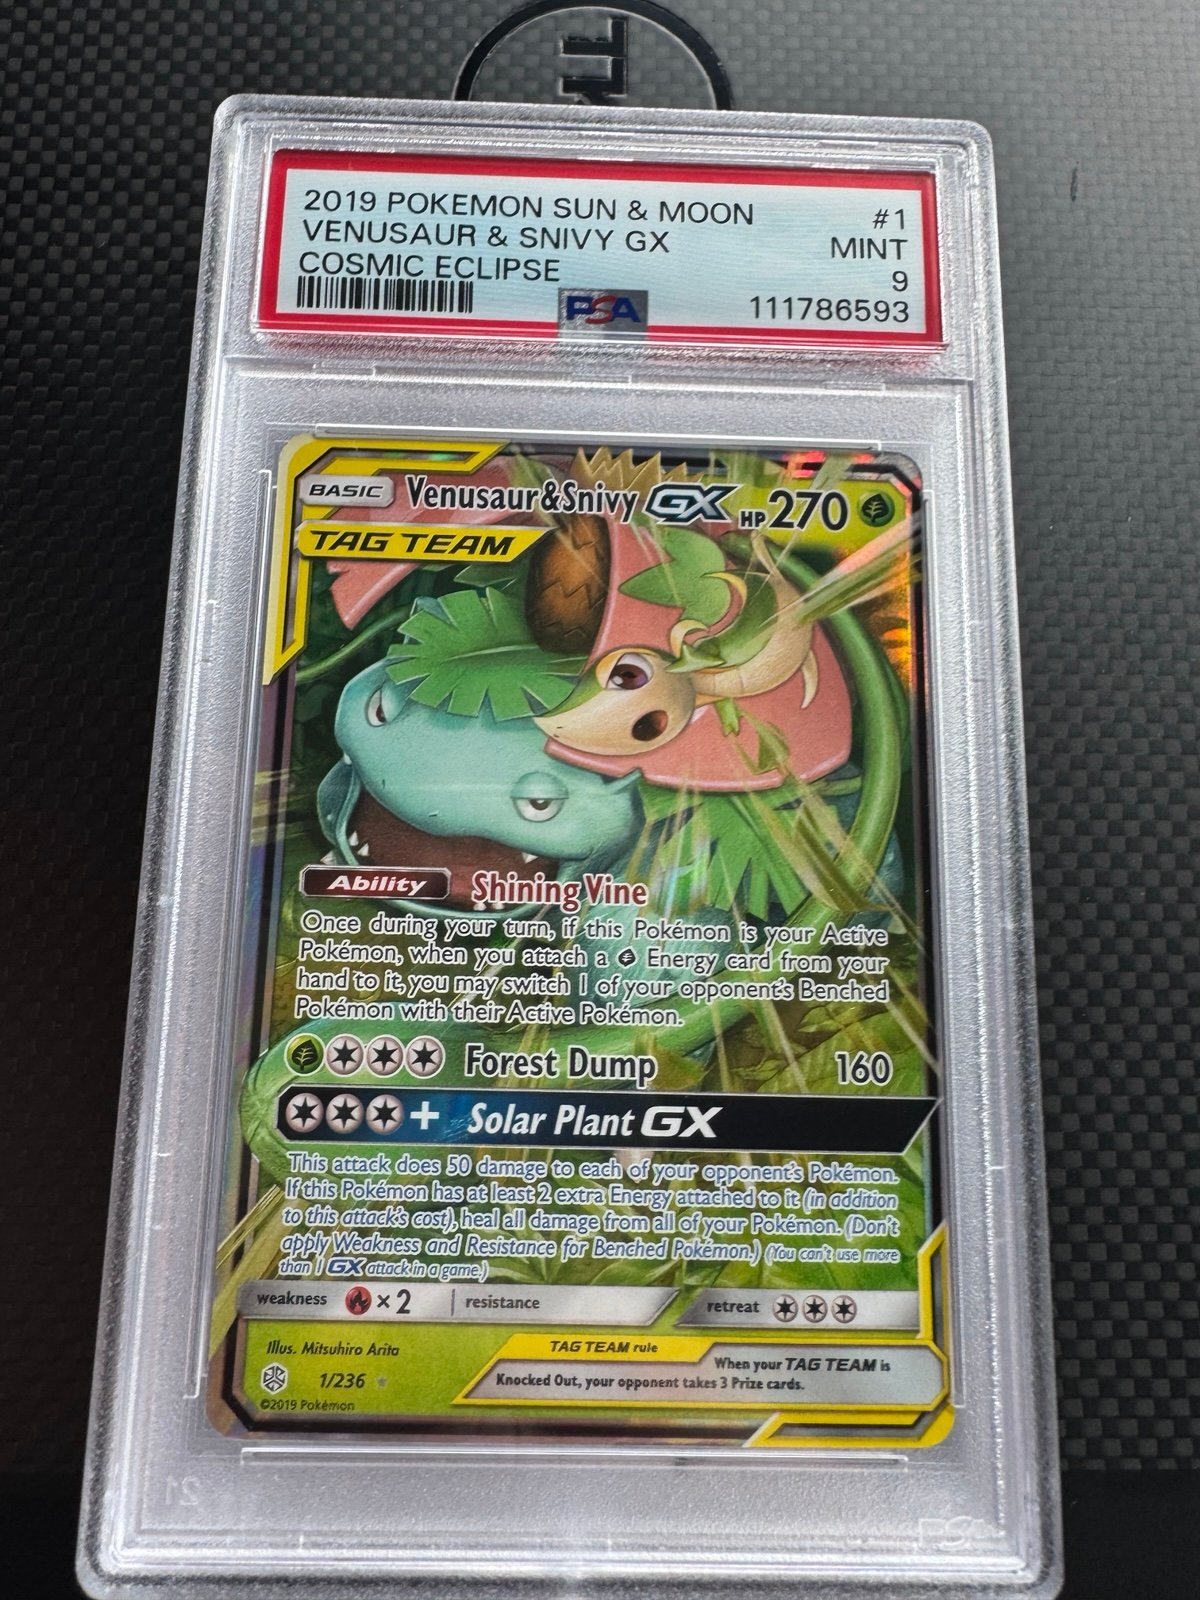 2019 POKEMON SUN & MOON #1
VENUSAUR & SNIVY GX MINT
COSMIC ECLIPSE 9
PSA 111786593
BASIC Venusaur&Snivy GX HP270
TAG TEAM
Ability Shining Vine
Once during your turn, if this Pokémon is your Active
Pokémon, when you attach a Energy card from your
hand to it, you may switch 1 of your opponent's Benched
Pokémon with their Active Pokémon.
Forest Dump 160
+ Solar Plant GX
This attack does 50 damage to each of your opponent's Pokémon.
If this Pokémon has at least 2 extra Energy attached to it (in addition
to this attack's cost), heal all damage from all of your Pokémon. (Don't
apply Weakness and Resistance for Benched Pokémon.) (You can't use more
than 1 GX attack in a game.)
weakness ×2 resistance retreat
Illus. Mitsuhiro Arita
1/236
©2019 Pokémon
TAG TEAM rule
When your TAG TEAM is
Knocked Out, your opponent takes 3 Prize cards.
PSA